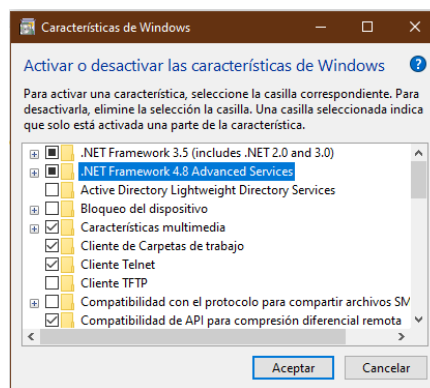 Características de Windows
Activar o desactivar las características de Windows
Para activar una característica, seleccione la casilla correspondiente. Para
desactivarla, elimine la selección la casilla. Una casilla seleccionada indica
que solo está activada una parte de la característica.
.NET Framework 3.5 (includes .NET 2.0 and 3.0)
.NET Framework 4.8 Advanced Services
Active Directory Lightweight Directory Services
Bloqueo del dispositivo
Características multimedia
Cliente de Carpetas de trabajo
Cliente Telnet
Cliente TFTP
Compatibilidad con el protocolo para compartir archivos SM
Compatibilidad de API para compresión diferencial remota
Aceptar Cancelar